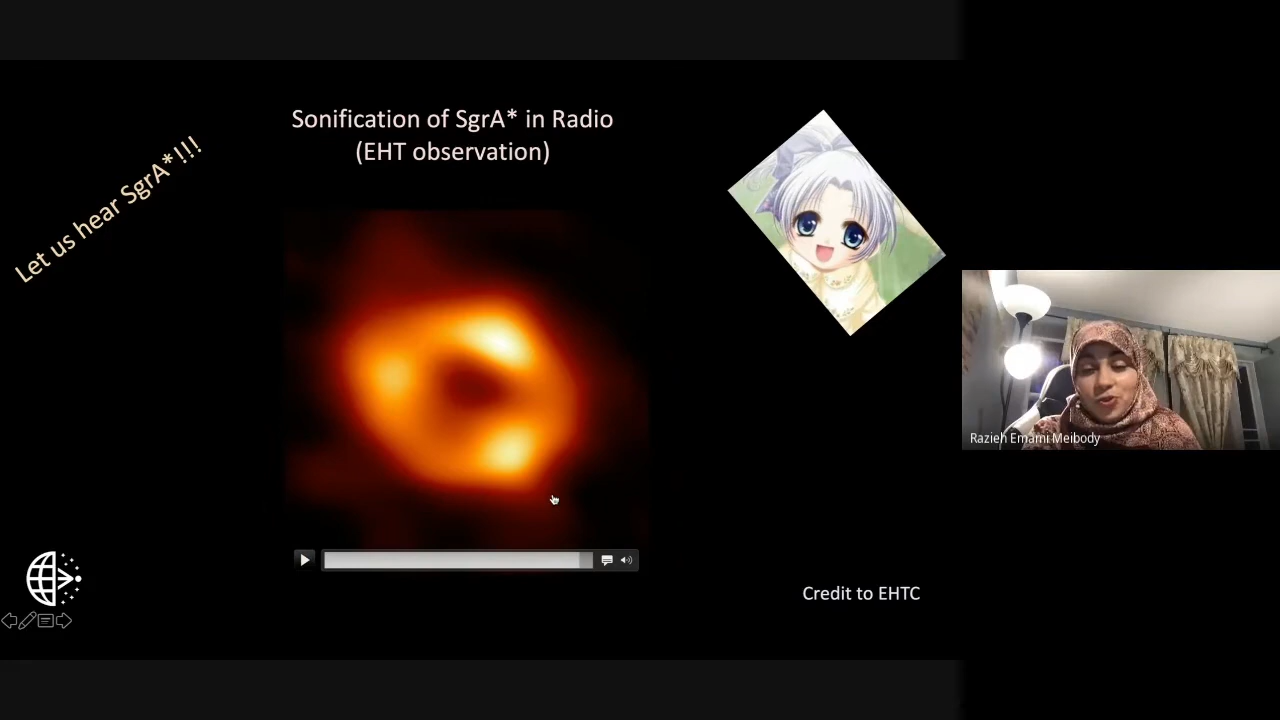 Sonification of SgrA* in Radio
(EHT observation)
Let us hear SgrA*!!!
Razieh Emami Meibody
Credit to EHTC